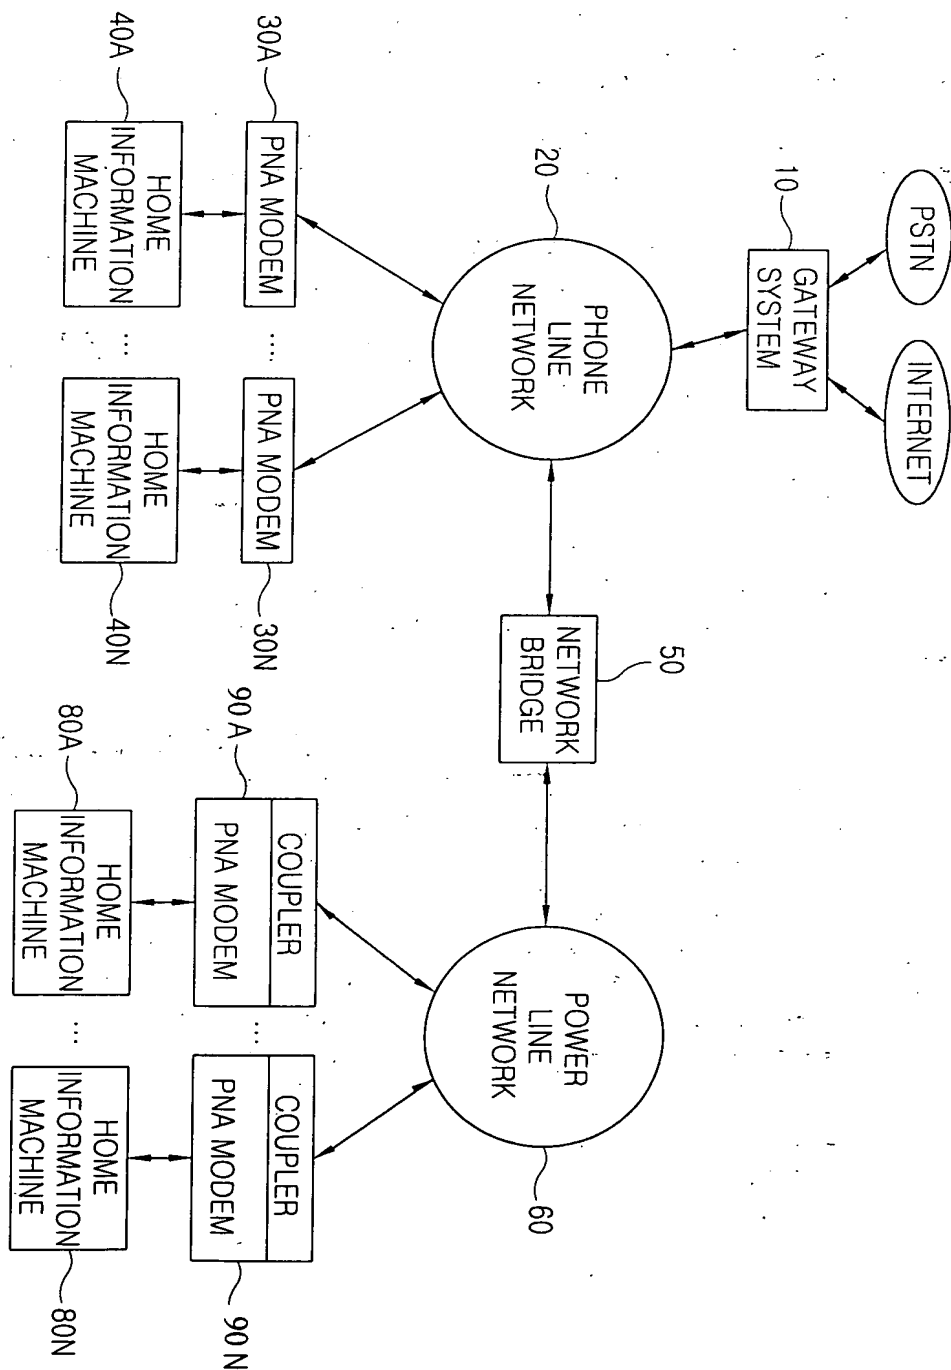 PSTN
INTERNET
10
GATEWAY
SYSTEM
20
PHONE
LINE
NETWORK
50
NETWORK
BRIDGE
POWER
LINE
NETWORK
60
30A
PNA MODEM
....
PNA MODEM
30N
40A
HOME
INFORMATION
MACHINE
...
HOME
INFORMATION
MACHINE
40N
90A
COUPLER
PNA MODEM
...
COUPLER
PNA MODEM
90N
80A
HOME
INFORMATION
MACHINE
...
HOME
INFORMATION
MACHINE
80N